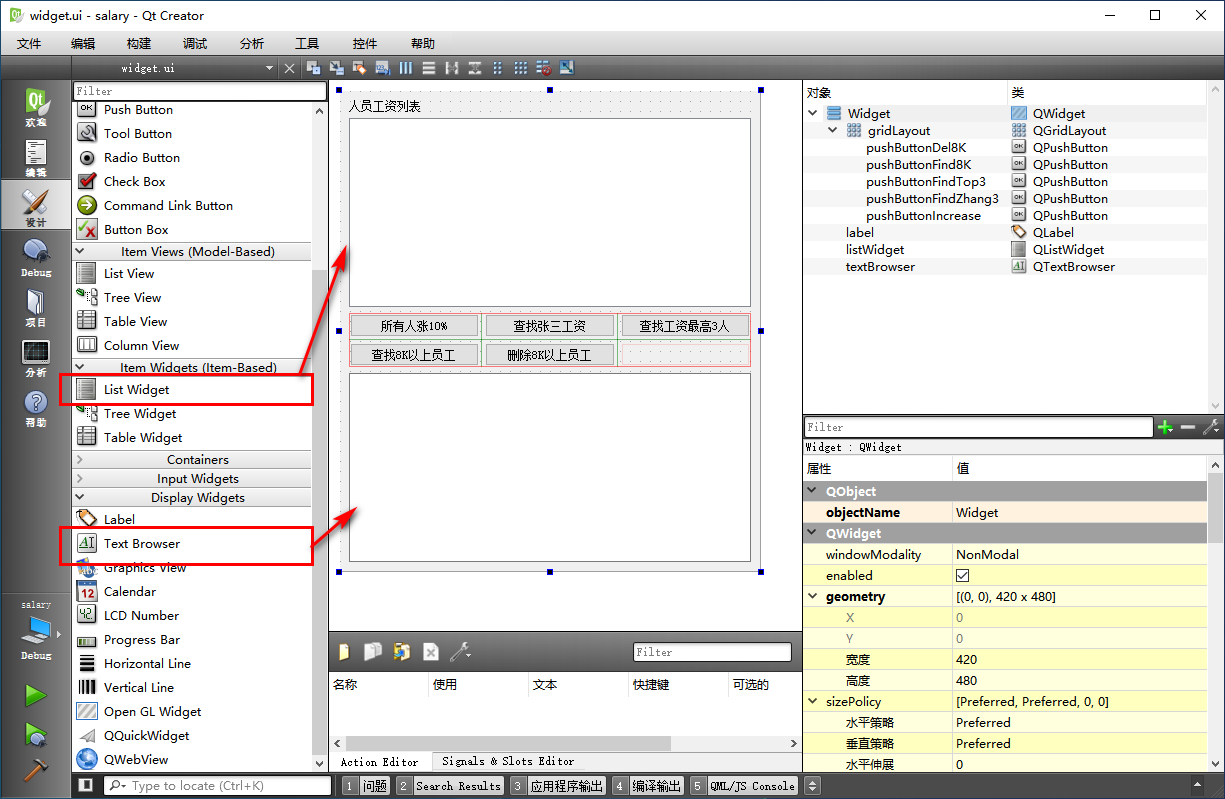 widget.ui - salary - Qt Creator
文件 编辑 构建 调试 分析 工具 控件 帮助
widget.ui
欢迎
编辑
设计
Debug
项目
分析
帮助
salary
Debug
Filter
Push Button
Tool Button
Radio Button
Check Box
Command Link Button
Button Box
Item Views (Model-Based)
List View
Tree View
Table View
Column View
Item Widgets (Item-Based)
List Widget
Tree Widget
Table Widget
Containers
Input Widgets
Display Widgets
Label
Text Browser
Graphics View
Calendar
LCD Number
Progress Bar
Horizontal Line
Vertical Line
Open GL Widget
QQuickWidget
QWebView
人员工资列表
所有人涨10% 查找张三工资 查找工资最高3人
查找8K以上员工 删除8K以上员工
Filter
名称 使用 文本 快捷键 可选的
Action Editor Signals & Slots Editor
对象 类
Widget QWidget
gridLayout QGridLayout
pushButtonDel8K QPushButton
pushButtonFind8K QPushButton
pushButtonFindTop3 QPushButton
pushButtonFindZhang3 QPushButton
pushButtonIncrease QPushButton
label QLabel
listWidget QListWidget
textBrowser QTextBrowser
Filter
Widget : QWidget
属性 值
QObject
objectName Widget
QWidget
windowModality NonModal
enabled
geometry [(0, 0), 420 x 480]
X 0
Y 0
宽度 420
高度 480
sizePolicy [Preferred, Preferred, 0, 0]
水平策略 Preferred
垂直策略 Preferred
水平伸展 0
Type to locate (Ctrl+K) 1 问题 2 Search Results 3 应用程序输出 4 编译输出 5 QML/JS Console